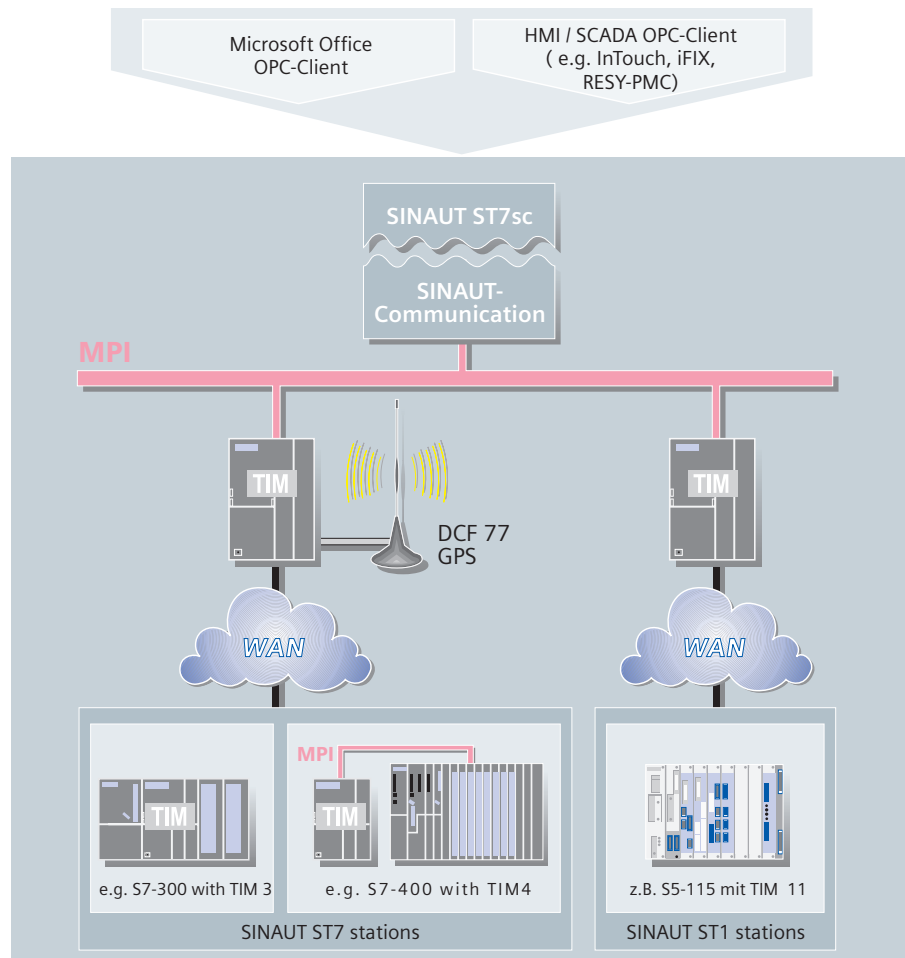 Microsoft Office
OPC-Client
HMI / SCADA OPC-Client
( e.g. InTouch, iFIX,
RESY-PMC)
SINAUT ST7sc
SINAUT-
Communication
MPI
TIM
TIM
DCF 77
GPS
WAN
WAN
MPI
TIM
TIM
e.g. S7-300 with TIM 3
e.g. S7-400 with TIM4
z.B. S5-115 mit TIM 11
SINAUT ST7 stations
SINAUT ST1 stations